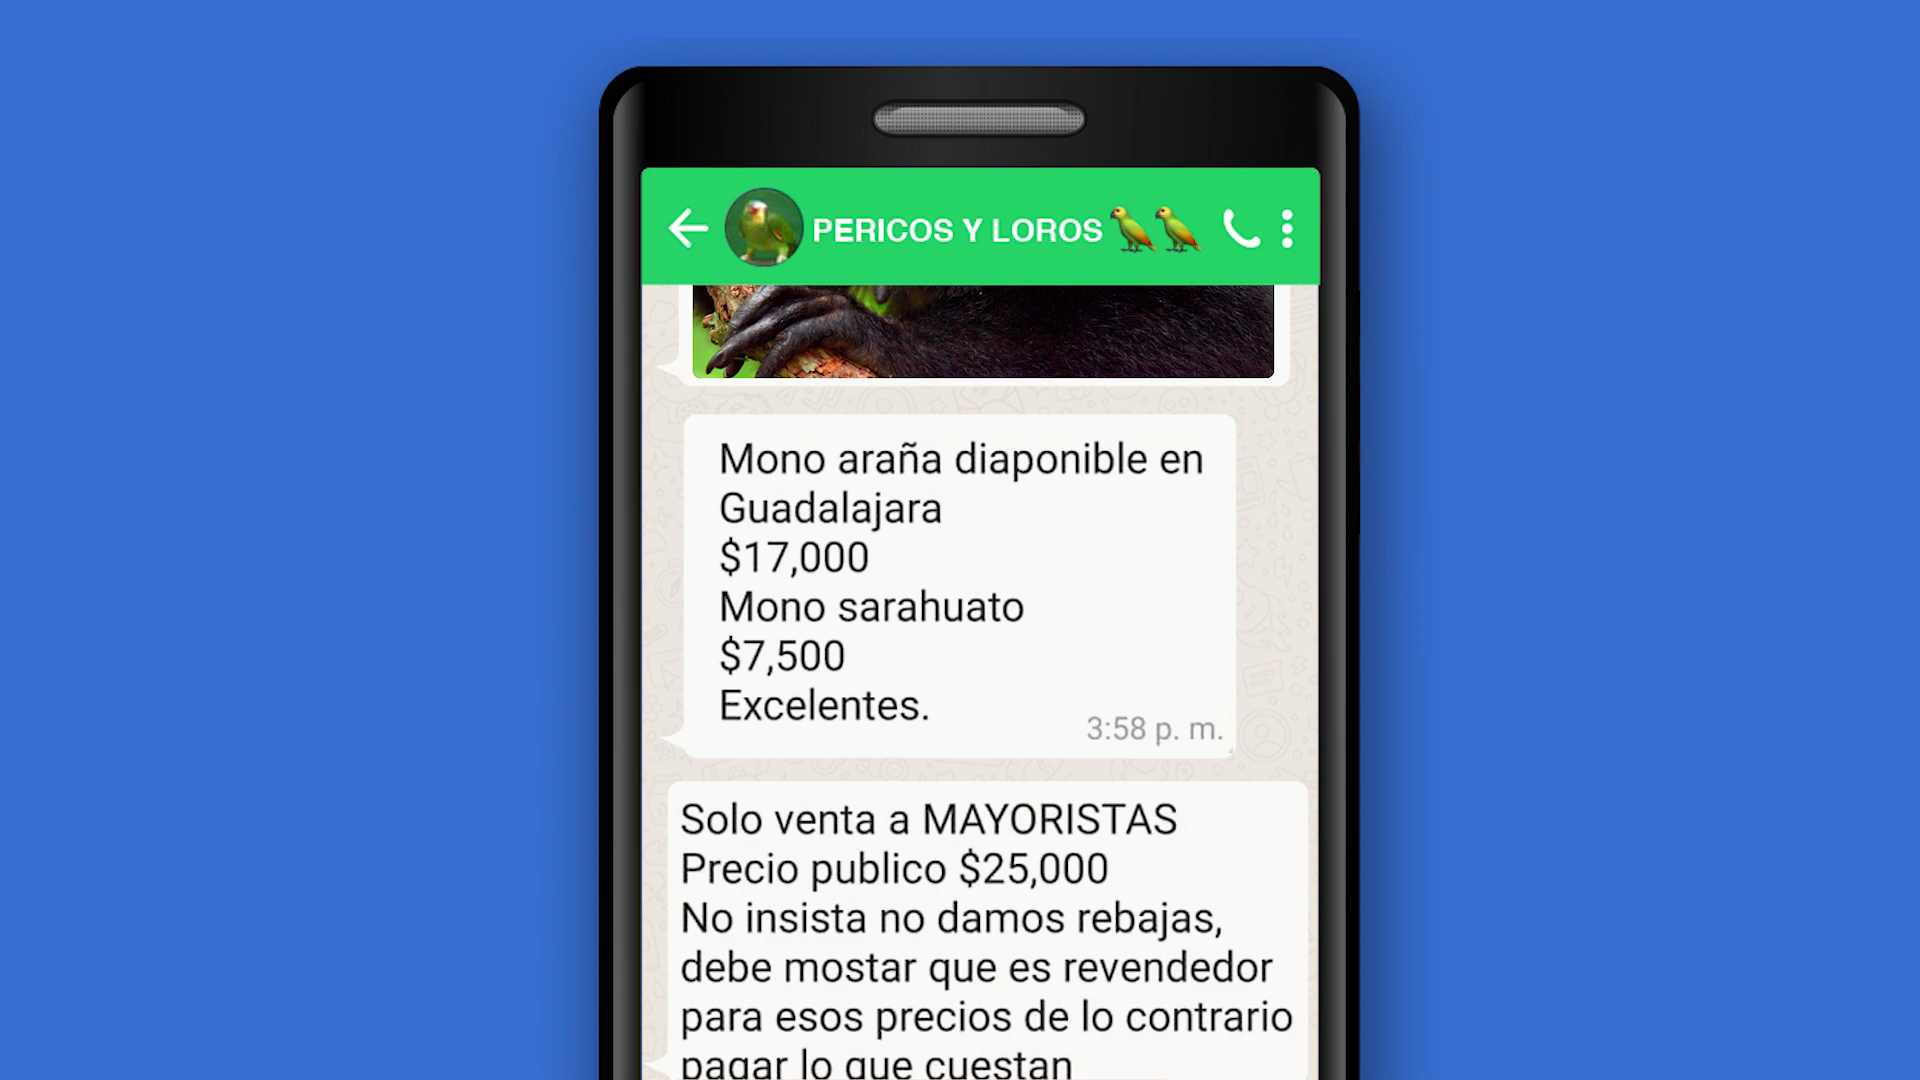 PERICOS Y LOROS
Mono araña diaponible en
Guadalajara
$17,000
Mono sarahuato
$7,500
Excelentes.
3:58 p. m.
Solo venta a MAYORISTAS
Precio publico $25,000
No insista no damos rebajas,
debe mostar que es revendedor
para esos precios de lo contrario
pagar lo que cuestan